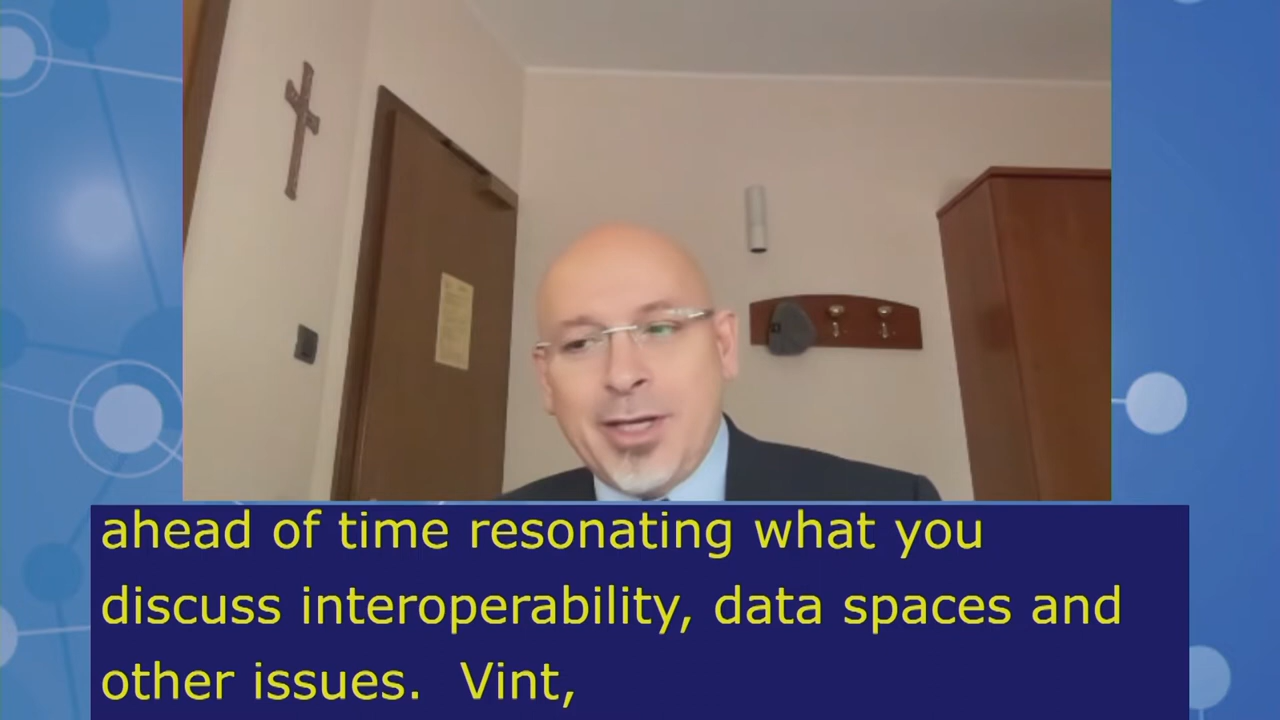 ahead of time resonating what you
discuss interoperability, data spaces and
other issues.  Vint,